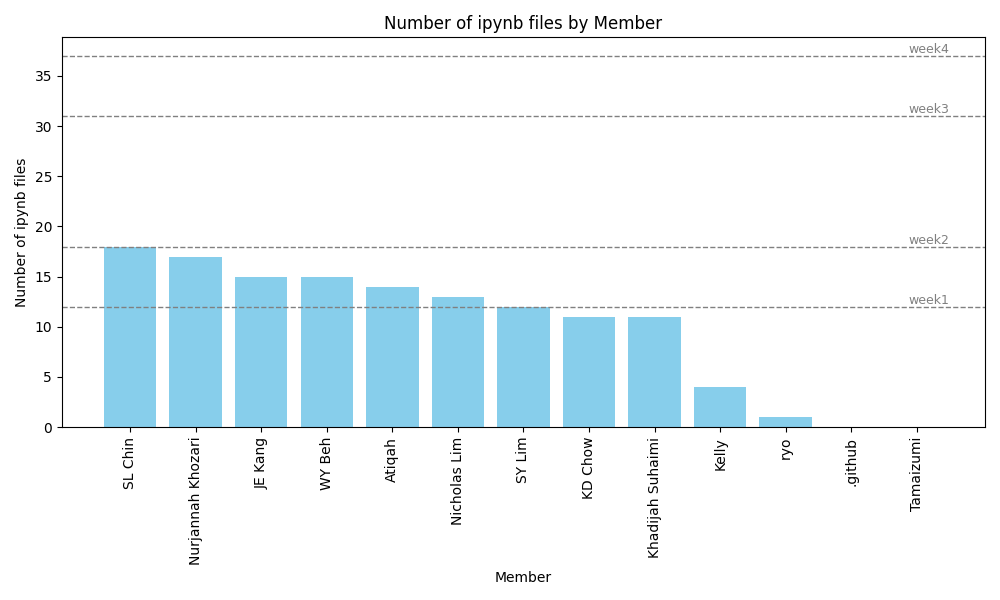 Number of ipynb files by Member
Number of ipynb files
35
30
25
20
15
10
5
0
week4
week3
week2
week1
SL Chin
Nurjannah Khozari
JE Kang
WY Beh
Atiqah
Nicholas Lim
SY Lim
KD Chow
Khadijah Suhaimi
Kelly
ryo
.github
Tamaizumi
Member